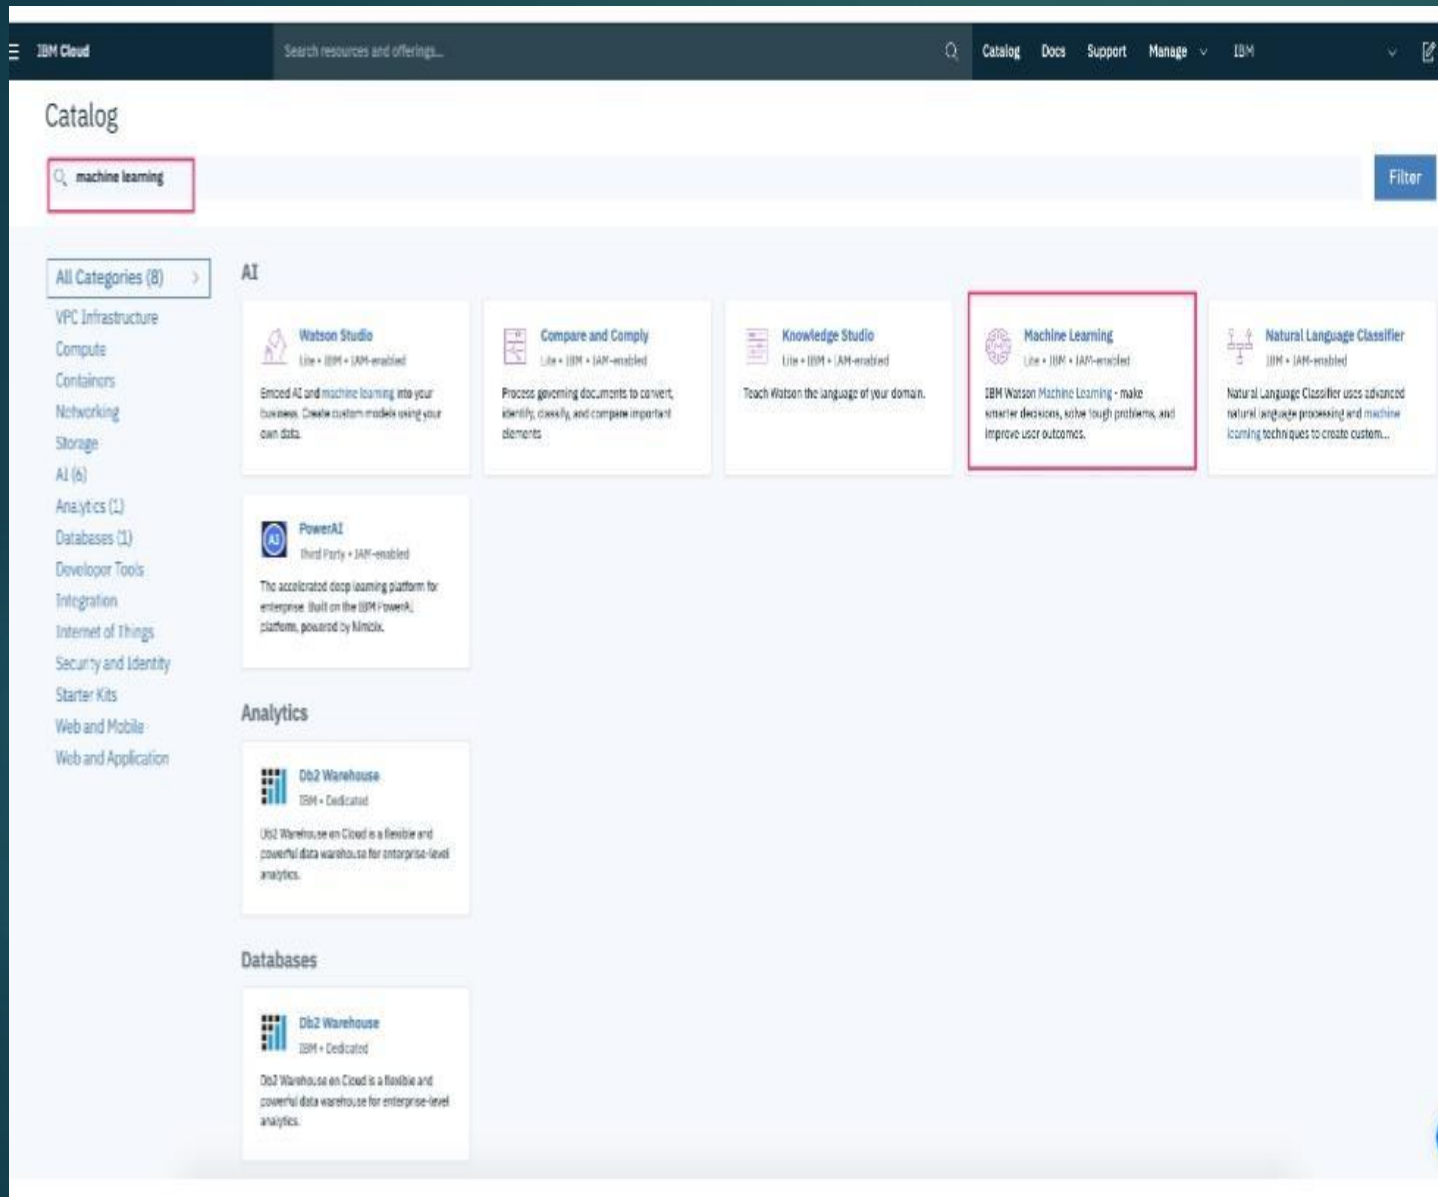 IBM Cloud
Search resources and offerings...
Catalog Docs Support Manage IBM
Catalog
machine learning
Filter
All Categories (8)
VPC Infrastructure
Compute
Containers
Networking
Storage
AI (6)
Analytics (1)
Databases (1)
Developer Tools
Integration
Internet of Things
Security and Identity
Starter Kits
Web and Mobile
Web and Application
AI
Watson Studio
Lite • IBM • IAM-enabled
Embed AI and machine learning into your
business. Create custom models using your
own data.
Compare and Comply
Lite • IBM • IAM-enabled
Process governing documents to convert,
identify, classify, and compare important
elements
Knowledge Studio
Lite • IBM • IAM-enabled
Teach Watson the language of your domain.
Machine Learning
Lite • IBM • IAM-enabled
IBM Watson Machine Learning - make
smarter decisions, solve tough problems, and
improve user outcomes.
Natural Language Classifier
IBM • IAM-enabled
Natural Language Classifier uses advanced
natural language processing and machine
learning techniques to create custom...
AI
PowerAI
Third Party • IAM-enabled
The accelerated deep learning platform for
enterprise. Built on the IBM PowerAI
platform, powered by Nimbix.
Analytics
Db2 Warehouse
IBM • Dedicated
Db2 Warehouse on Cloud is a flexible and
powerful data warehouse for enterprise-level
analytics.
Databases
Db2 Warehouse
IBM • Dedicated
Db2 Warehouse on Cloud is a flexible and
powerful data warehouse for enterprise-level
analytics.